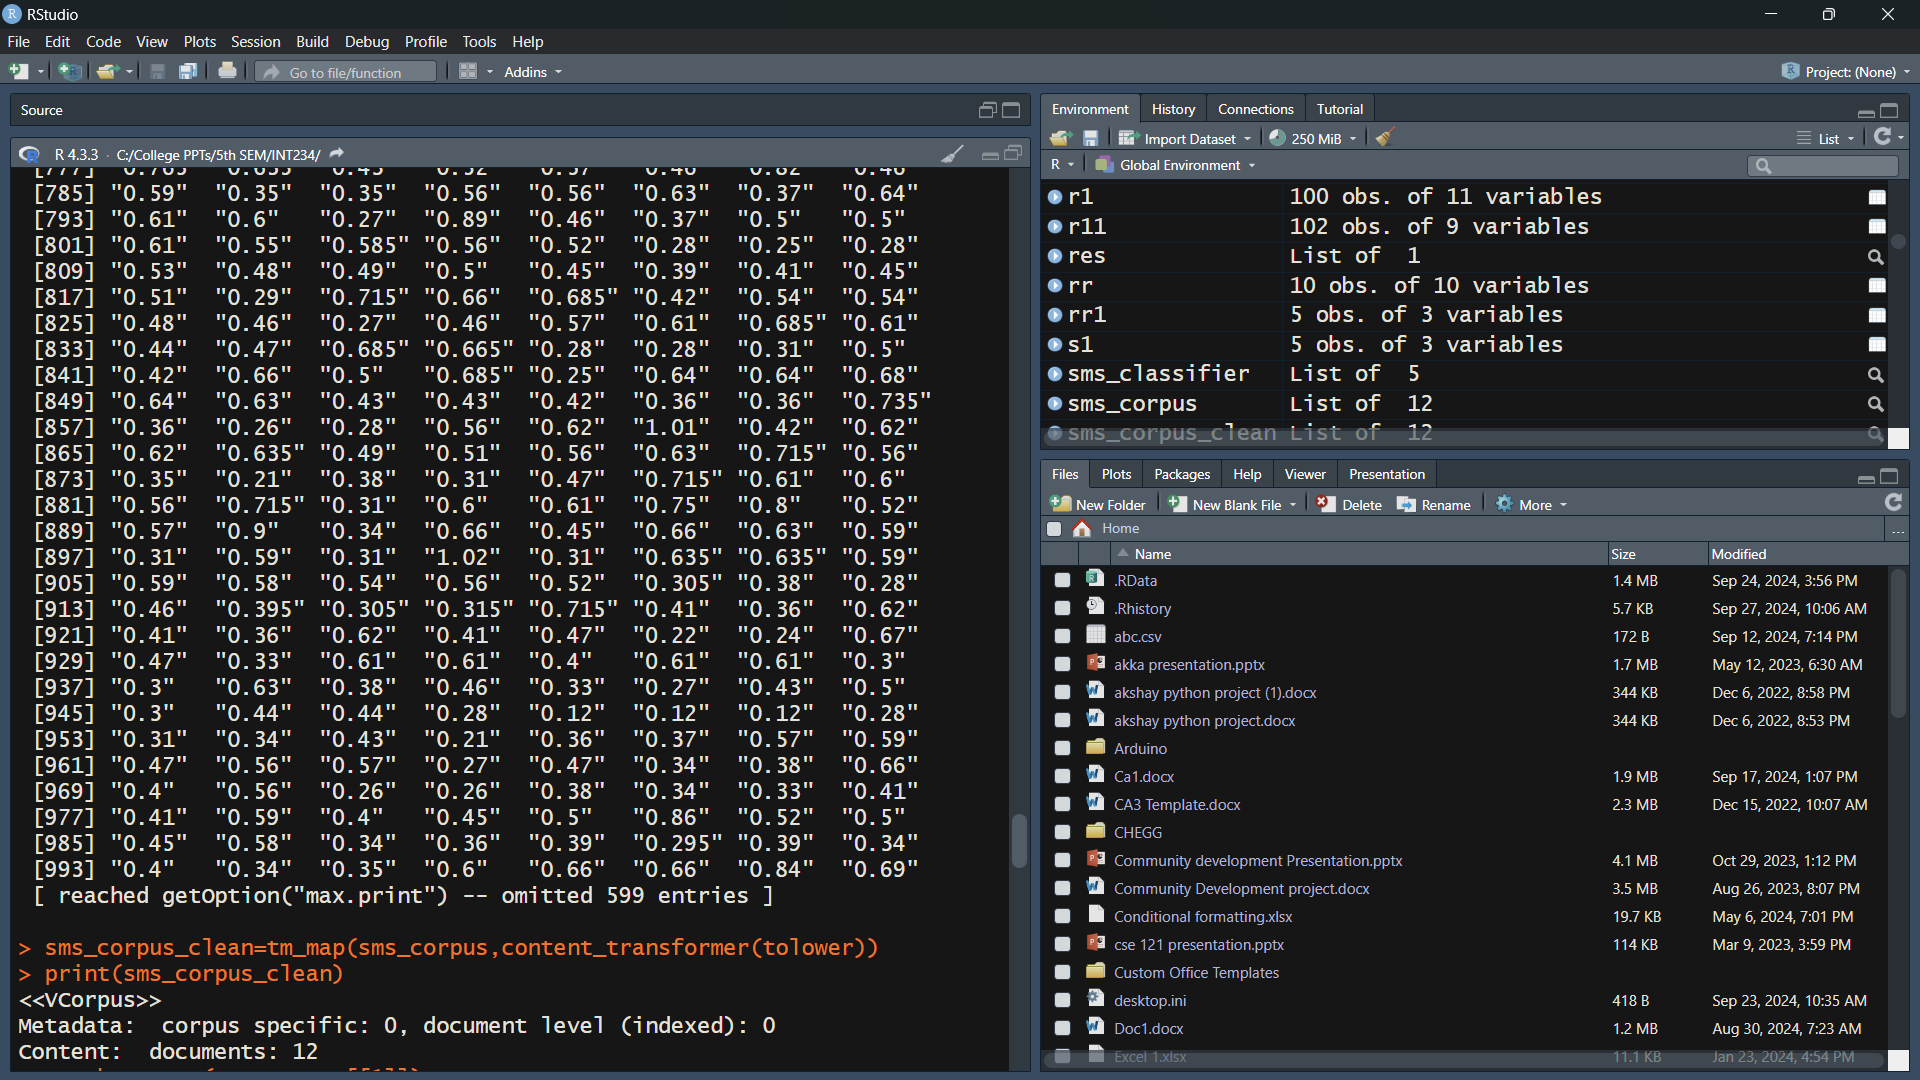 RStudio
File Edit Code View Plots Session Build Debug Profile Tools Help
Go to file/function Addins Project: (None)
Source
R 4.3.3 · C:/College PPTs/5th SEM/INT234/
[785] "0.59" "0.35" "0.35" "0.56" "0.56" "0.63" "0.37" "0.64"
[793] "0.61" "0.6" "0.27" "0.89" "0.46" "0.37" "0.5" "0.5"
[801] "0.61" "0.55" "0.585" "0.56" "0.52" "0.28" "0.25" "0.28"
[809] "0.53" "0.48" "0.49" "0.5" "0.45" "0.39" "0.41" "0.45"
[817] "0.51" "0.29" "0.715" "0.66" "0.685" "0.42" "0.54" "0.54"
[825] "0.48" "0.46" "0.27" "0.46" "0.57" "0.61" "0.685" "0.61"
[833] "0.44" "0.47" "0.685" "0.665" "0.28" "0.28" "0.31" "0.5"
[841] "0.42" "0.66" "0.5" "0.685" "0.25" "0.64" "0.64" "0.68"
[849] "0.64" "0.63" "0.43" "0.43" "0.42" "0.36" "0.36" "0.735"
[857] "0.36" "0.26" "0.28" "0.56" "0.62" "1.01" "0.42" "0.62"
[865] "0.62" "0.635" "0.49" "0.51" "0.56" "0.63" "0.715" "0.56"
[873] "0.35" "0.21" "0.38" "0.31" "0.47" "0.715" "0.61" "0.6"
[881] "0.56" "0.715" "0.31" "0.6" "0.61" "0.75" "0.8" "0.52"
[889] "0.57" "0.9" "0.34" "0.66" "0.45" "0.66" "0.63" "0.59"
[897] "0.31" "0.59" "0.31" "1.02" "0.31" "0.635" "0.635" "0.59"
[905] "0.59" "0.58" "0.54" "0.56" "0.52" "0.305" "0.38" "0.28"
[913] "0.46" "0.395" "0.305" "0.315" "0.715" "0.41" "0.36" "0.62"
[921] "0.41" "0.36" "0.62" "0.41" "0.47" "0.22" "0.24" "0.67"
[929] "0.47" "0.33" "0.61" "0.61" "0.4" "0.61" "0.61" "0.3"
[937] "0.3" "0.63" "0.38" "0.46" "0.33" "0.27" "0.43" "0.5"
[945] "0.3" "0.44" "0.44" "0.28" "0.12" "0.12" "0.12" "0.28"
[953] "0.31" "0.34" "0.43" "0.21" "0.36" "0.37" "0.57" "0.59"
[961] "0.47" "0.56" "0.57" "0.27" "0.47" "0.34" "0.38" "0.66"
[969] "0.4" "0.56" "0.26" "0.26" "0.38" "0.34" "0.33" "0.41"
[977] "0.41" "0.59" "0.4" "0.45" "0.5" "0.86" "0.52" "0.5"
[985] "0.45" "0.58" "0.34" "0.36" "0.39" "0.295" "0.39" "0.34"
[993] "0.4" "0.34" "0.35" "0.6" "0.66" "0.66" "0.84" "0.69"
[ reached getOption("max.print") -- omitted 599 entries ]
> sms_corpus_clean=tm_map(sms_corpus,content_transformer(tolower))
> print(sms_corpus_clean)
<<VCorpus>>
Metadata: corpus specific: 0, document level (indexed): 0
Content: documents: 12
Environment History Connections Tutorial
Import Dataset 250 MiB List
R Global Environment
r1 100 obs. of 11 variables
r11 102 obs. of 9 variables
res List of 1
rr 10 obs. of 10 variables
rr1 5 obs. of 3 variables
s1 5 obs. of 3 variables
sms_classifier List of 5
sms_corpus List of 12
sms_corpus_clean List of 12
Files Plots Packages Help Viewer Presentation
New Folder New Blank File Delete Rename More
Home ...
Name Size Modified
.RData 1.4 MB Sep 24, 2024, 3:56 PM
.Rhistory 5.7 KB Sep 27, 2024, 10:06 AM
abc.csv 172 B Sep 12, 2024, 7:14 PM
akka presentation.pptx 1.7 MB May 12, 2023, 6:30 AM
akshay python project (1).docx 344 KB Dec 6, 2022, 8:58 PM
akshay python project.docx 344 KB Dec 6, 2022, 8:53 PM
Arduino
Ca1.docx 1.9 MB Sep 17, 2024, 1:07 PM
CA3 Template.docx 2.3 MB Dec 15, 2022, 10:07 AM
CHEGG
Community development Presentation.pptx 4.1 MB Oct 29, 2023, 1:12 PM
Community Development project.docx 3.5 MB Aug 26, 2023, 8:07 PM
Conditional formatting.xlsx 19.7 KB May 6, 2024, 7:01 PM
cse 121 presentation.pptx 114 KB Mar 9, 2023, 3:59 PM
Custom Office Templates
desktop.ini 418 B Sep 23, 2024, 10:35 AM
Doc1.docx 1.2 MB Aug 30, 2024, 7:23 AM
Excel 1.xlsx 11.1 KB Jan 23, 2024, 4:54 PM